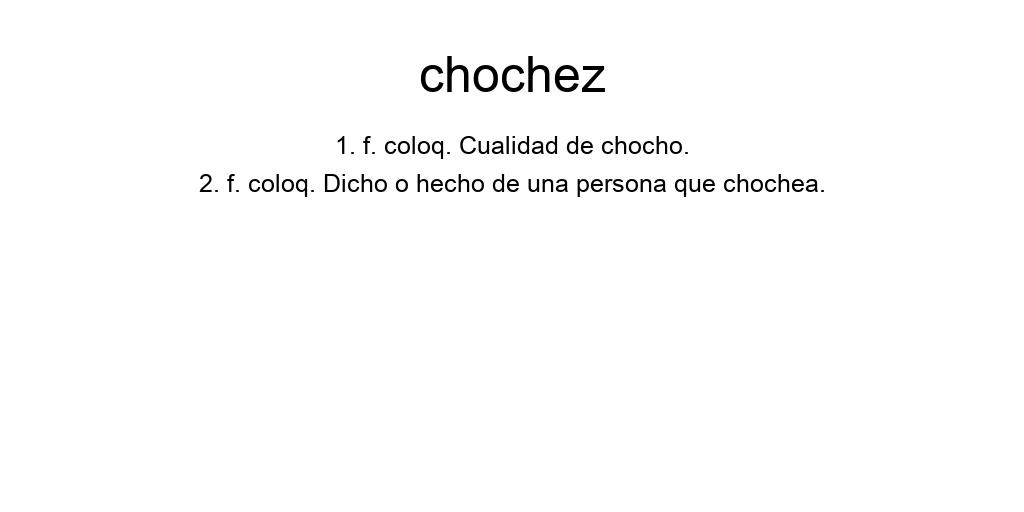 chochez
1. f. coloq. Cualidad de chocho.
2. f. coloq. Dicho o hecho de una persona que chochea.